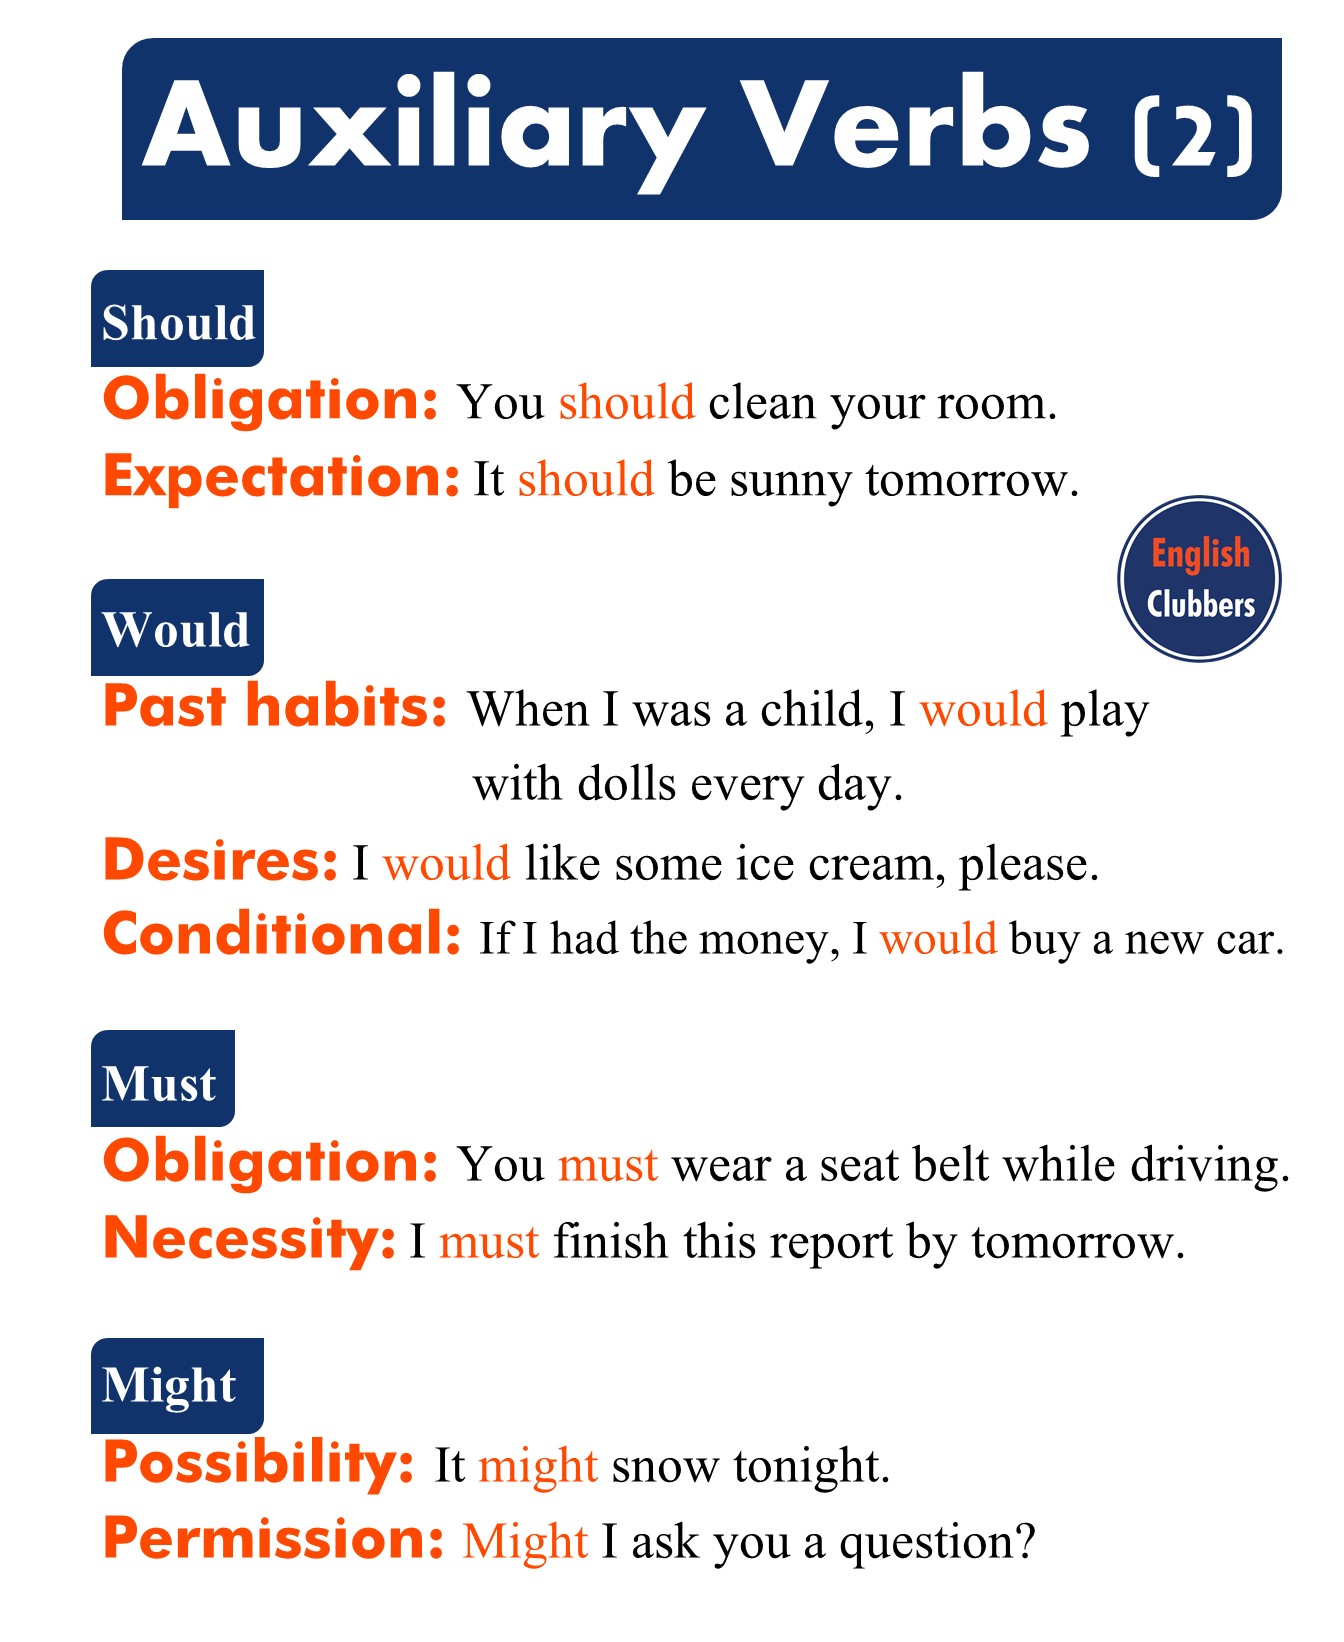 Auxiliary Verbs (2)
Should
Obligation: You should clean your room.
Expectation: It should be sunny tomorrow.
English
Clubbers
Would
Past habits: When I was a child, I would play
with dolls every day.
Desires: I would like some ice cream, please.
Conditional: If I had the money, I would buy a new car.
Must
Obligation: You must wear a seat belt while driving.
Necessity: I must finish this report by tomorrow.
Might
Possibility: It might snow tonight.
Permission: Might I ask you a question?